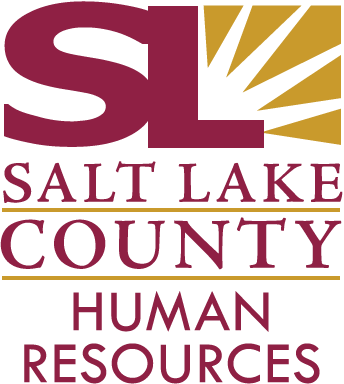 SL
SALT LAKE
COUNTY
HUMAN
RESOURCES